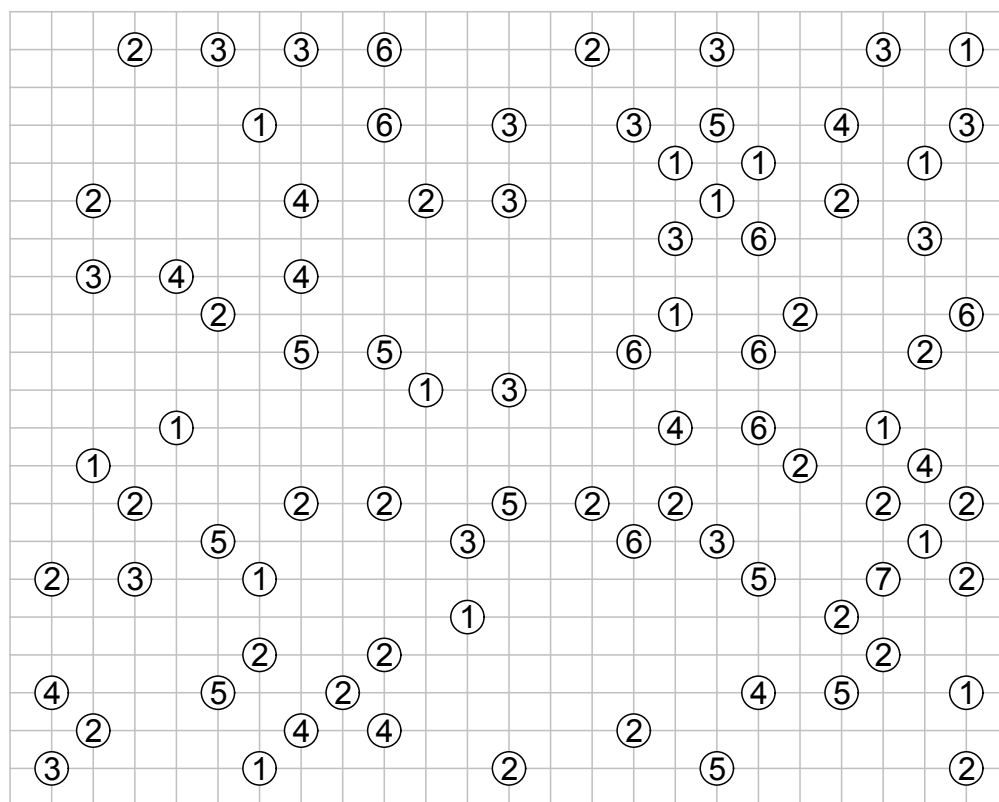 2 3 3 6 2 3 3 1
1 6 3 3 5 4 3
1 1 1
2 4 2 3 1 2
3 6 3
3 4 4
2 1 2 6
5 5 6 6 2
1 3
1 4 6 1
1 2 4
2 2 2 5 2 2 2 2
5 3 6 3 1
2 3 1 5 7 2
1 2
2 2 2
4 5 2 4 5 1
2 4 4 2
3 1 2 5 2